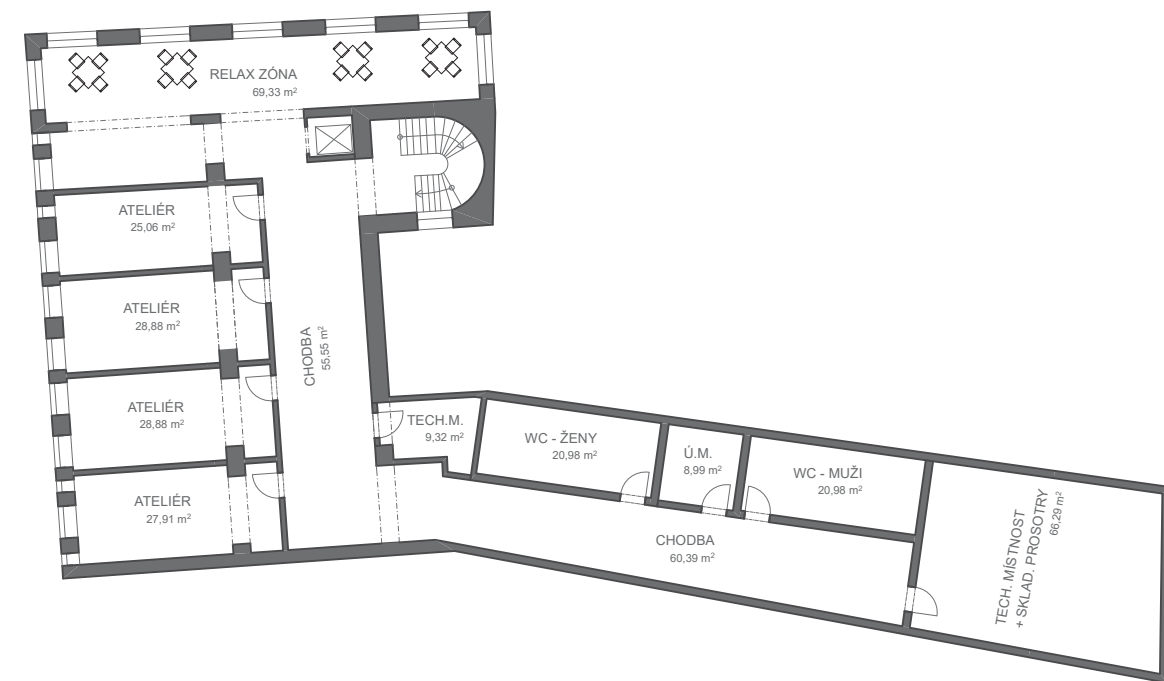 RELAX ZÓNA
69,33 m²
ATELIÉR
25,06 m²
ATELIÉR
28,88 m²
CHODBA
55,55 m²
ATELIÉR
28,88 m²
TECH.M.
9,32 m²
WC - ŽENY
20,98 m²
Ú.M.
8,99 m²
WC - MUŽI
20,98 m²
ATELIÉR
27,91 m²
CHODBA
60,39 m²
TECH. MÍSTNOST
+ SKLAD. PROSOTRY
66,29 m²